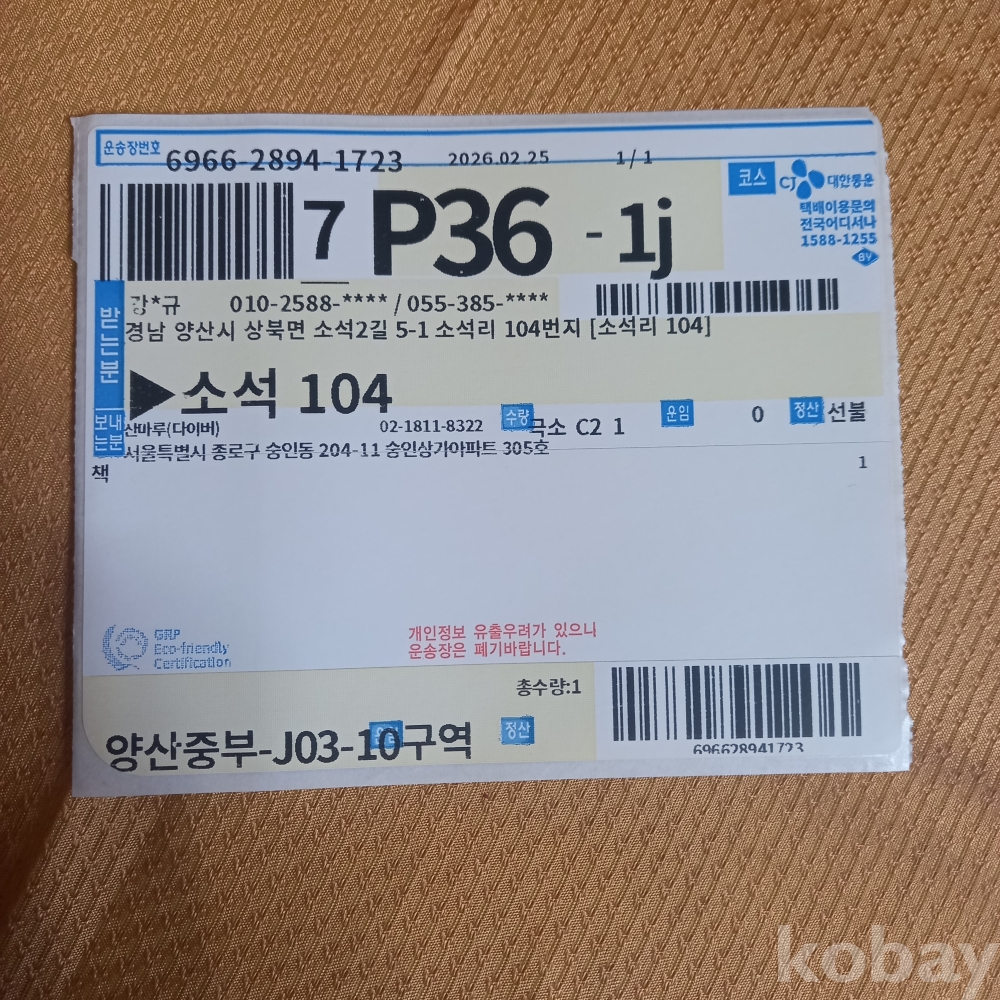 운송장번호 6966-2894-1723 2026.02.25 1/1
코스 CJ 대한통운
7 P36 - 1j
택배이용문의
전국어디서나
1588-1255
BY
받는분
강*규 010-2588-**** / 055-385-****
경남 양산시 상북면 소석2길 5-1 소석리 104번지 [소석리 104]
▶소석 104
보내는분
산마루(다이버) 02-1811-8322 수량 극소 C2 1 운임 0 정산 선불
서울특별시 종로구 숭인동 204-11 숭인상가아파트 305호
책 1
GRP
Eco-friendly
Certification
개인정보 유출우려가 있으니
운송장은 폐기바랍니다.
총수량:1
양산중부-J03-10구역 정산
696628941723
kobay